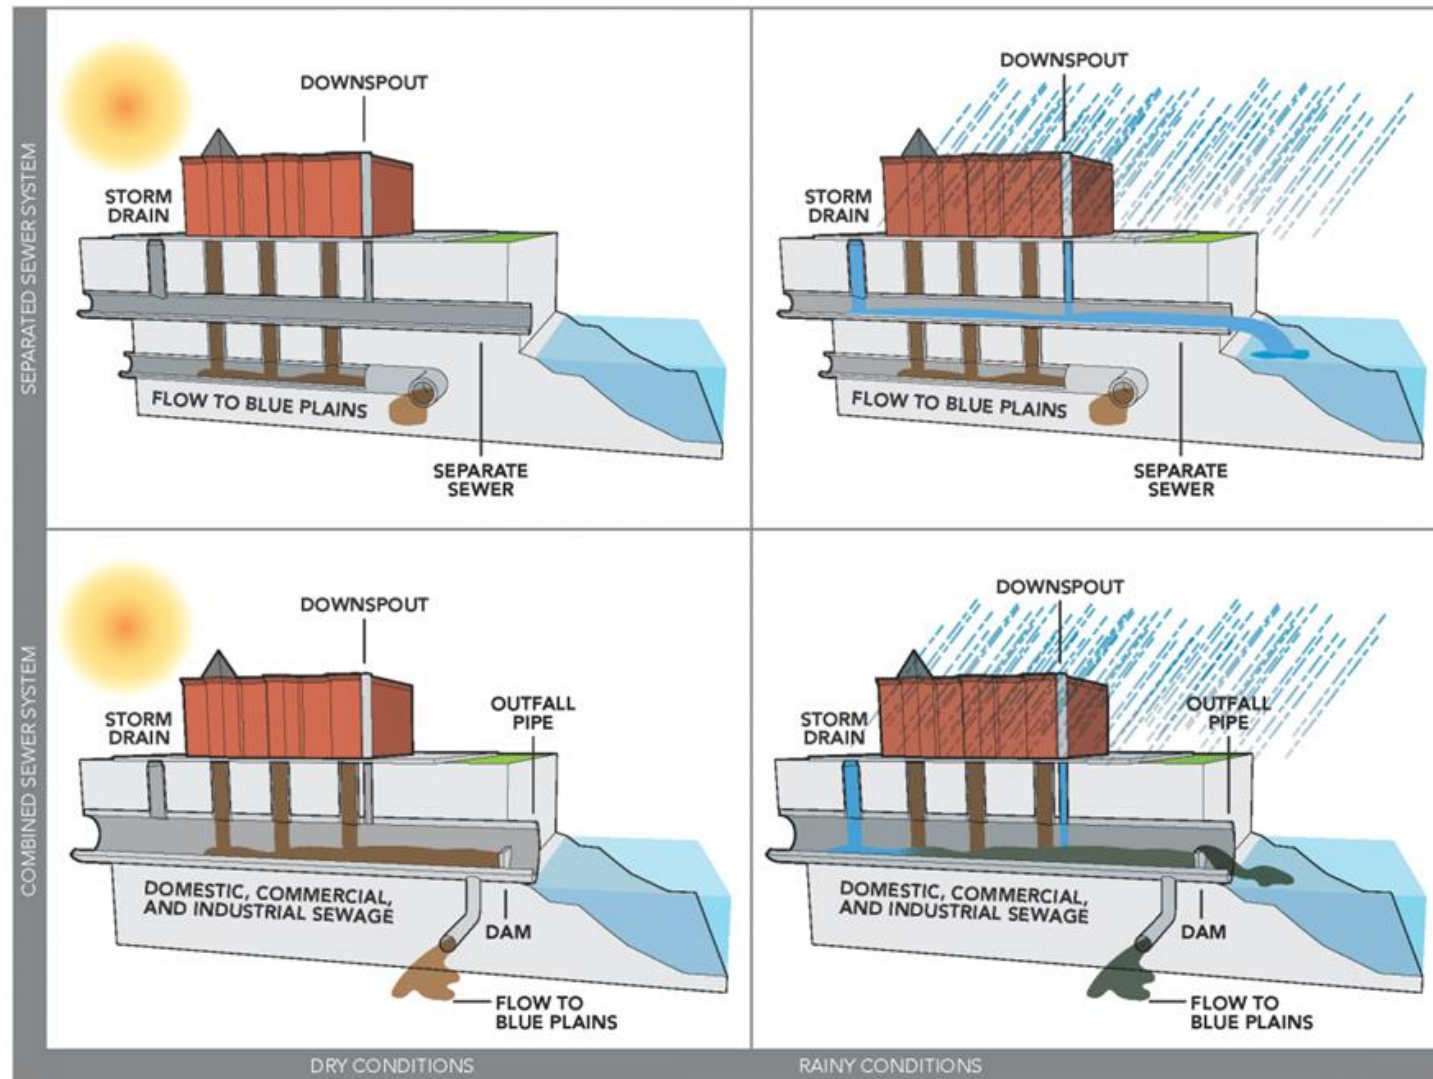 SEPARATED SEWER SYSTEM
DOWNSPOUT
STORM
DRAIN
FLOW TO BLUE PLAINS
SEPARATE
SEWER
DOWNSPOUT
STORM
DRAIN
FLOW TO BLUE PLAINS
SEPARATE
SEWER
COMBINED SEWER SYSTEM
DOWNSPOUT
OUTFALL
PIPE
STORM
DRAIN
DOMESTIC, COMMERCIAL,
AND INDUSTRIAL SEWAGE
DAM
FLOW TO
BLUE PLAINS
DOWNSPOUT
OUTFALL
PIPE
STORM
DRAIN
DOMESTIC, COMMERCIAL,
AND INDUSTRIAL SEWAGE
DAM
FLOW TO
BLUE PLAINS
DRY CONDITIONS
RAINY CONDITIONS